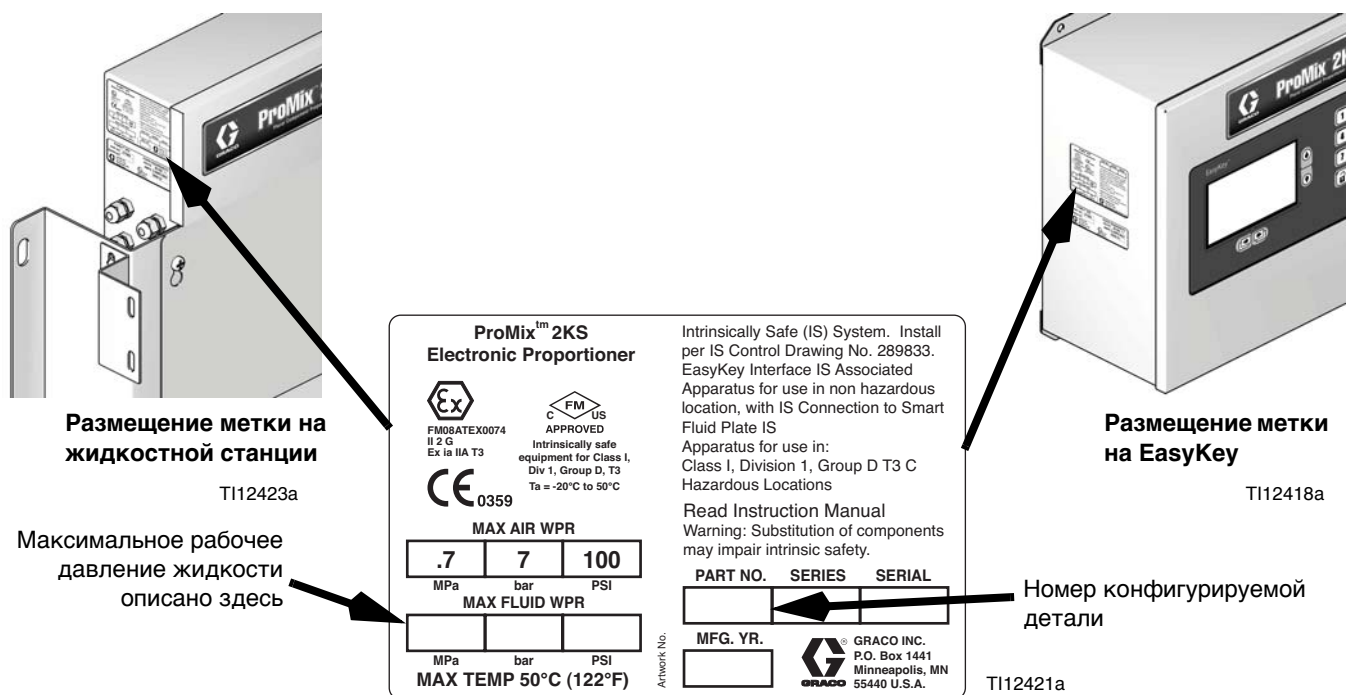 GRACO
ProMix
Размещение метки на
жидкостной станции
TI12423a
Максимальное рабочее
давление жидкости
описано здесь
ProMix™ 2KS
Electronic Proportioner
Ex
FM08ATEX0074
II 2 G
Ex ia IIA T3
C FM US
APPROVED
Intrinsically safe
equipment for Class I,
Div 1, Group D, T3
Ta = -20°C to 50°C
CE 0359
MAX AIR WPR
.7 7 100
MPa bar PSI
MAX FLUID WPR
MPa bar PSI
MAX TEMP 50°C (122°F)
Intrinsically Safe (IS) System. Install
per IS Control Drawing No. 289833.
EasyKey Interface IS Associated
Apparatus for use in non hazardous
location, with IS Connection to Smart
Fluid Plate IS
Apparatus for use in:
Class I, Division 1, Group D T3 C
Hazardous Locations
Read Instruction Manual
Warning: Substitution of components
may impair intrinsic safety.
PART NO. SERIES SERIAL
MFG. YR.
Artwork No.
GRACO
®
GRACO INC.
P.O. Box 1441
Minneapolis, MN
55440 U.S.A.
TI12421a
Номер конфигурируемой
детали
GRACO
ProMix 2K
EasyKey
Размещение метки
на EasyKey
TI12418a